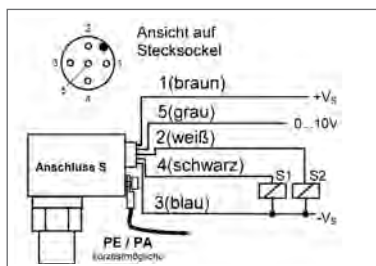 Ansicht auf
Stecksockel
2
3
1
5
4
1(braun)
+Vs
5(grau)
0...10V
2(weiß)
4(schwarz)
S1
S2
3(blau)
-Vs
Anschluss S
PE / PA